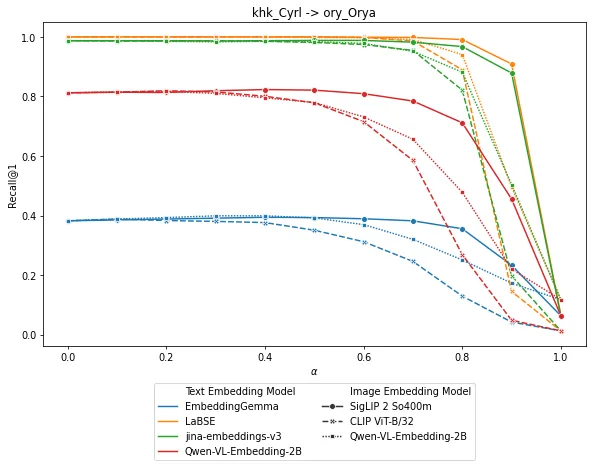 khk_Cyrl -> ory_Orya
Recall@1
1.0
0.8
0.6
0.4
0.2
0.0
0.0 0.2 0.4 0.6 0.8 1.0
α
Text Embedding Model
EmbeddingGemma
LaBSE
jina-embeddings-v3
Qwen-VL-Embedding-2B
Image Embedding Model
SigLIP 2 So400m
CLIP ViT-B/32
Qwen-VL-Embedding-2B